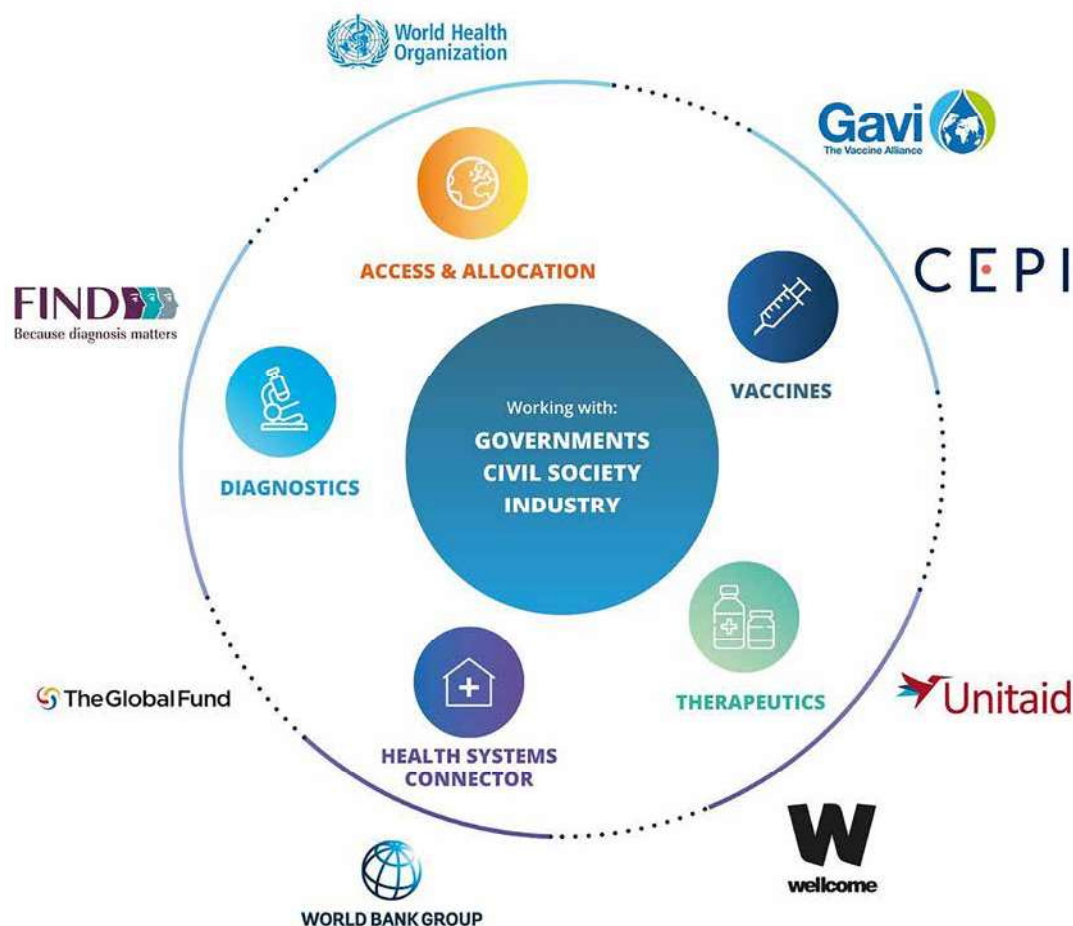 World Health
Organization
Gavi
The Vaccine Alliance
ACCESS & ALLOCATION
CEPI
FIND
Because diagnosis matters
VACCINES
Working with:
GOVERNMENTS
CIVIL SOCIETY
INDUSTRY
DIAGNOSTICS
The Global Fund
THERAPEUTICS
Unitaid
HEALTH SYSTEMS
CONNECTOR
W
wellcome
WORLD BANK GROUP